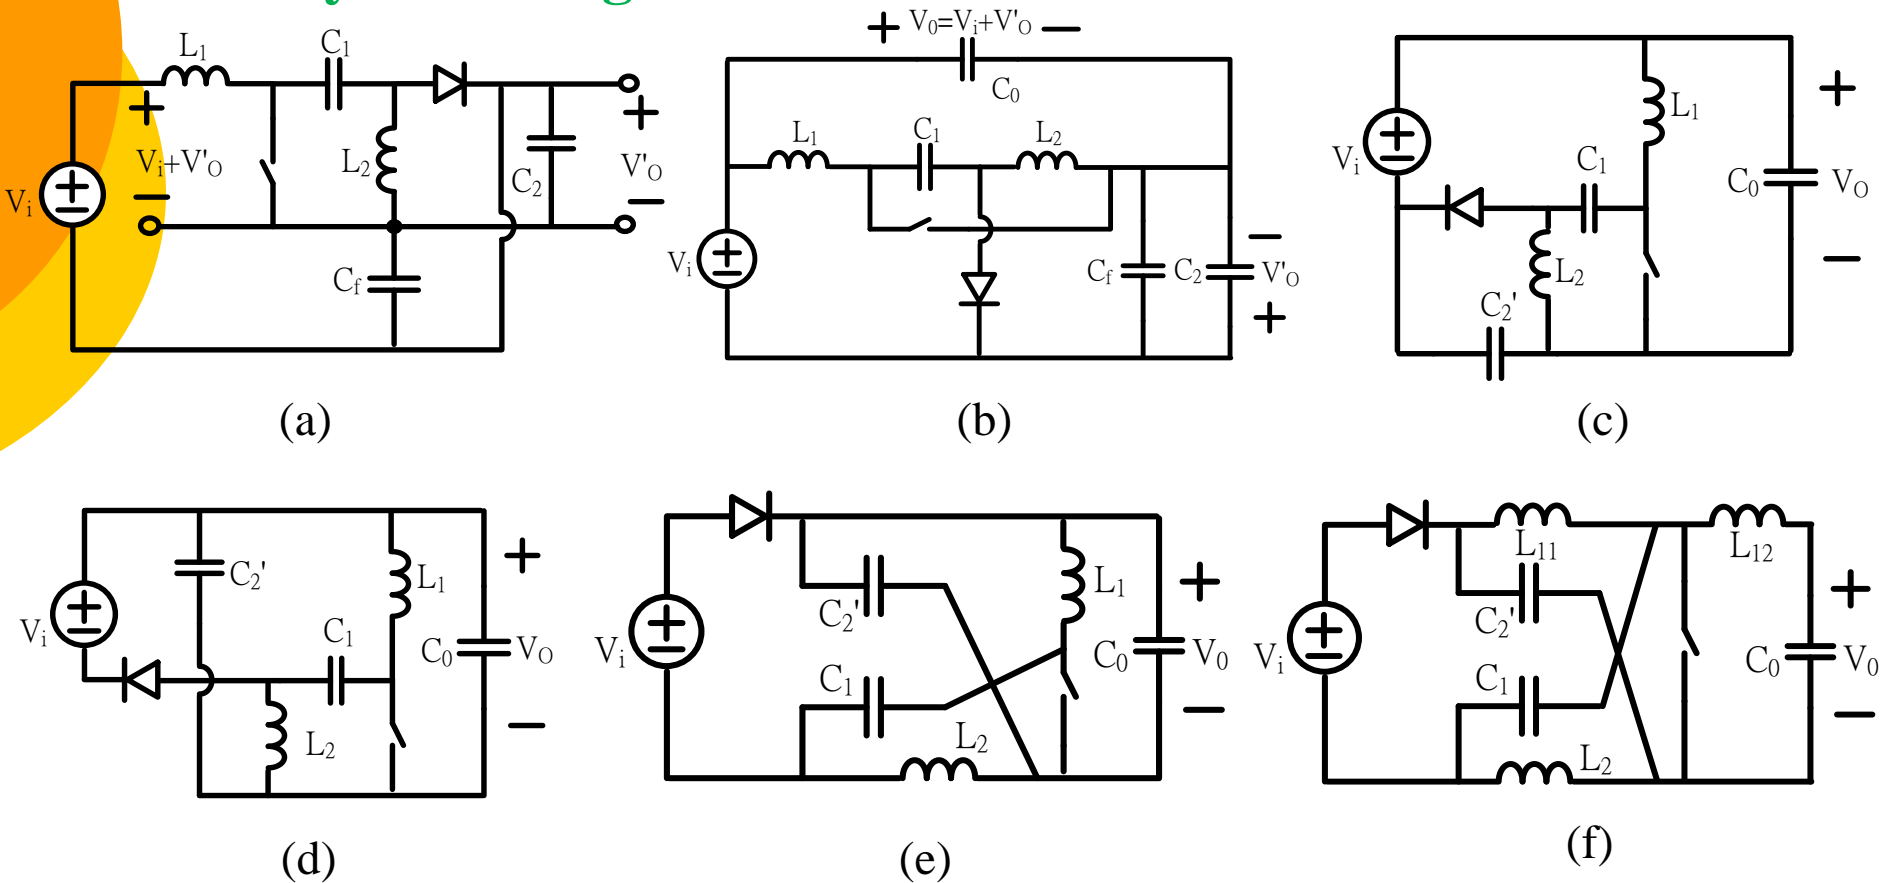 L₁ C₁
+ Vᵢ+V'O − L₂ C₂ + V'O −
Vᵢ
Cf
(a)
+ V₀=Vᵢ+V'O −
C₀
L₁ C₁ L₂
Vᵢ Cf C₂ − V'O +
(b)
L₁ +
Vᵢ C₁ C₀ VO
L₂
C₂' −
(c)
C₂' L₁ +
Vᵢ C₁ C₀ VO
L₂ −
(d)
L₁ +
C₂'
Vᵢ C₀ V₀
C₁ −
L₂
(e)
L₁₁ L₁₂
C₂' +
Vᵢ C₀ V₀
C₁ −
L₂
(f)